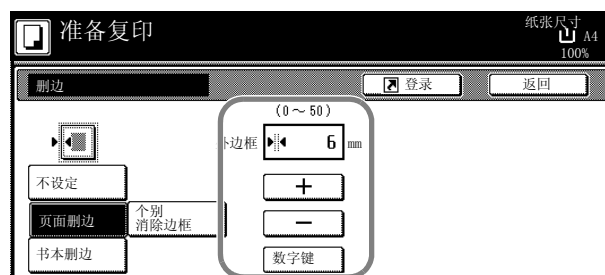 准备复印
纸张尺寸
A4
100%
删边
登录
返回
(0～50)
外边框 6 mm
不设定
＋
页面删边
个别
消除边框
－
书本删边
数字键